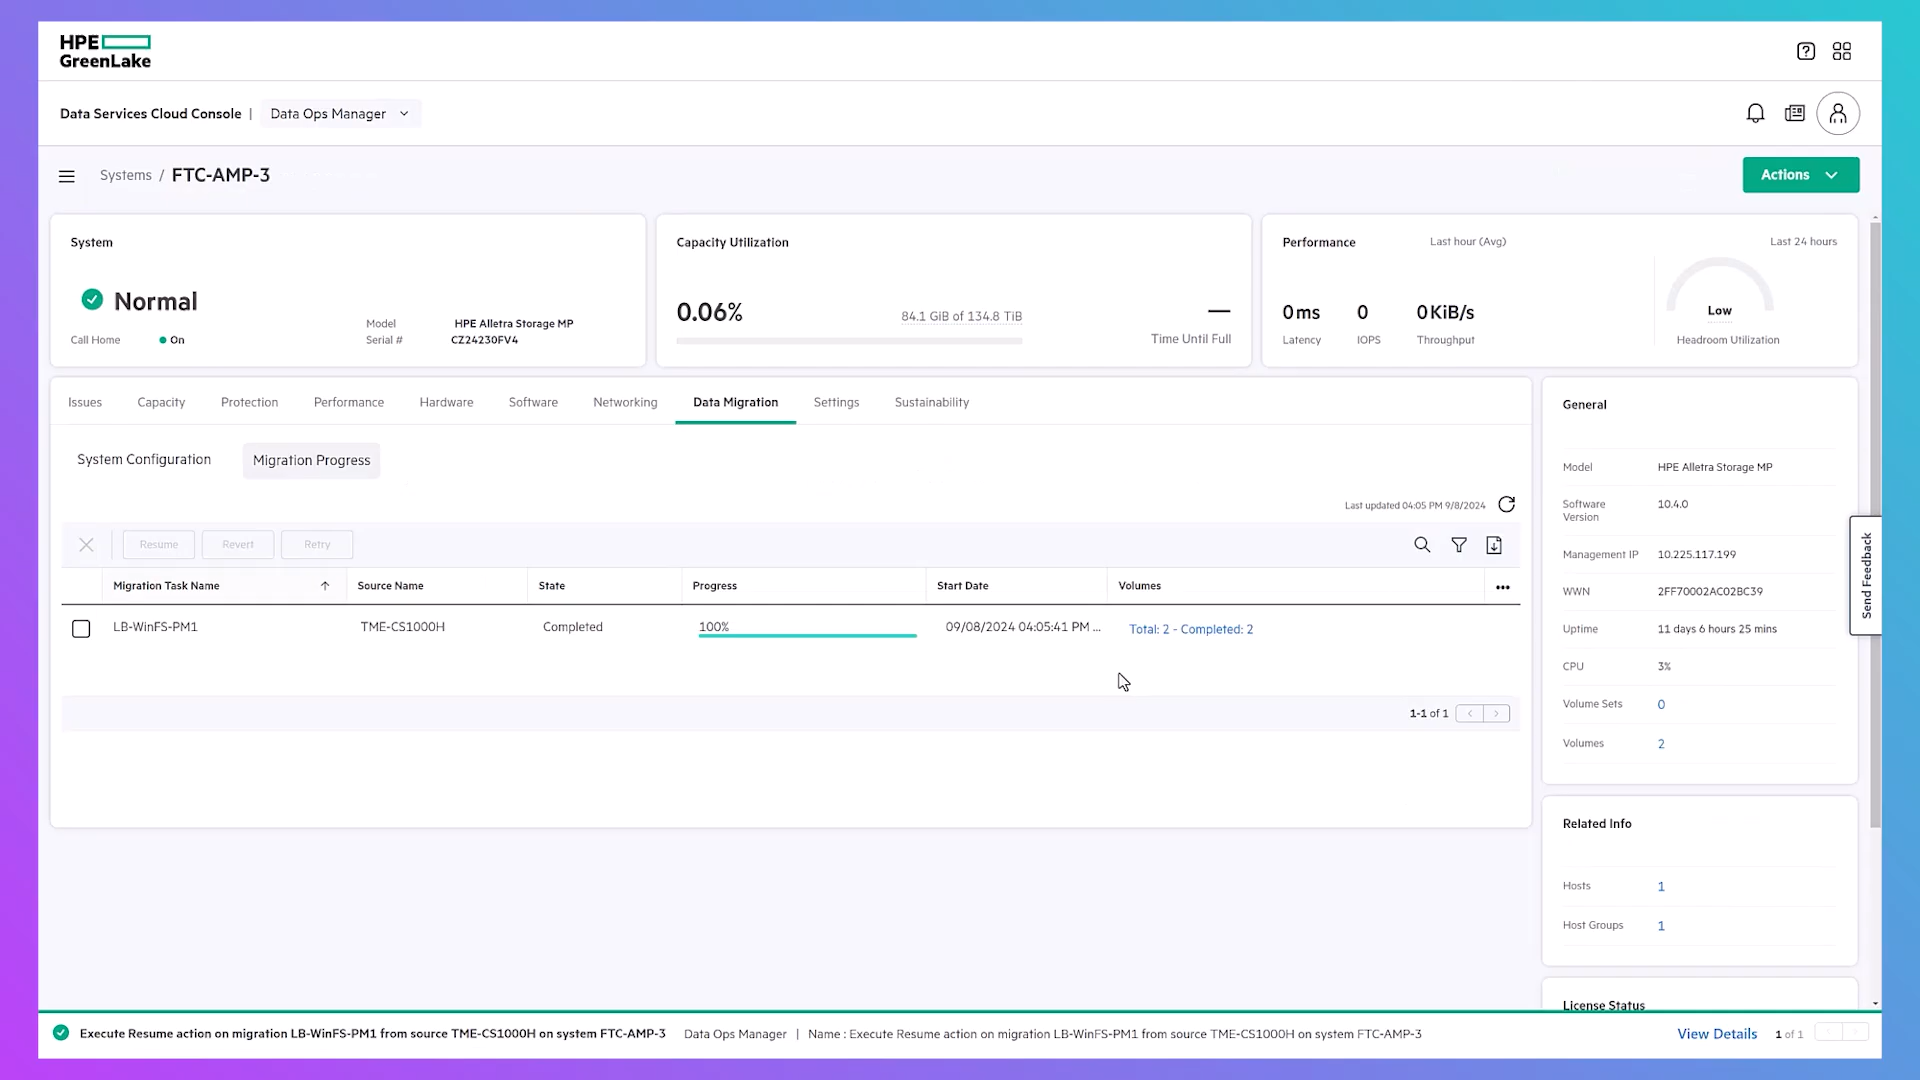 HPE
GreenLake
Data Services Cloud Console | Data Ops Manager
Systems / FTC-AMP-3
Actions
System
Normal
Call Home On
Model HPE Alletra Storage MP
Serial # CZ24230FV4
Capacity Utilization
0.06%
84.1 GiB of 134.8 TiB
—
Time Until Full
Performance Last hour (Avg) Last 24 hours
0 ms 0 0 KiB/s
Latency IOPS Throughput
Low
Headroom Utilization
Issues Capacity Protection Performance Hardware Software Networking Data Migration Settings Sustainability
System Configuration Migration Progress
Last updated 04:05 PM 9/8/2024
Resume Revert Retry
Migration Task Name Source Name State Progress Start Date Volumes
LB-WinFS-PM1 TME-CS1000H Completed 100% 09/08/2024 04:05:41 PM ... Total: 2 - Completed: 2
1-1 of 1
General
Model HPE Alletra Storage MP
Software Version 10.4.0
Management IP 10.225.117.199
WWN 2FF70002AC02BC39
Uptime 11 days 6 hours 25 mins
CPU 3%
Volume Sets 0
Volumes 2
Related Info
Hosts 1
Host Groups 1
License Status
Send Feedback
Execute Resume action on migration LB-WinFS-PM1 from source TME-CS1000H on system FTC-AMP-3 Data Ops Manager | Name : Execute Resume action on migration LB-WinFS-PM1 from source TME-CS1000H on system FTC-AMP-3 View Details 1 of 1